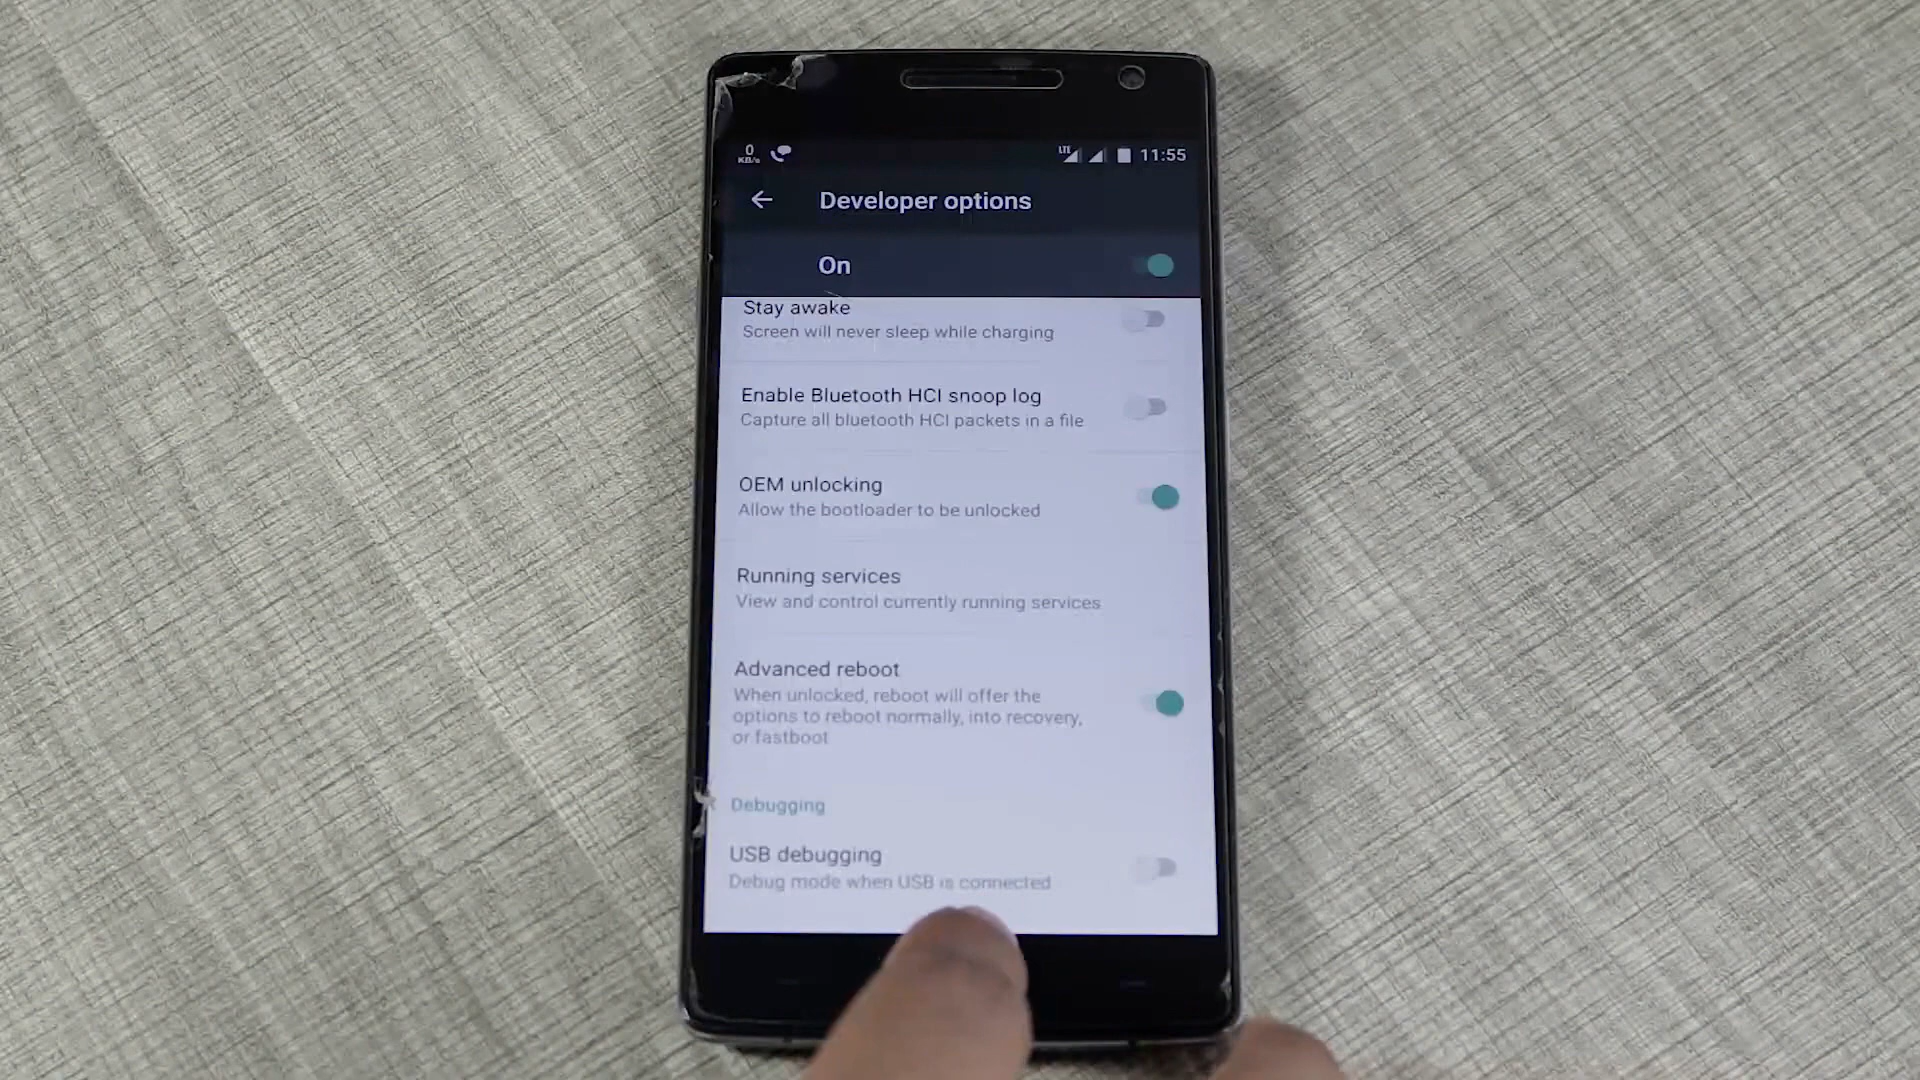 0
KB/s
LTE
11:55
Developer options
On
Stay awake
Screen will never sleep while charging
Enable Bluetooth HCI snoop log
Capture all bluetooth HCI packets in a file
OEM unlocking
Allow the bootloader to be unlocked
Running services
View and control currently running services
Advanced reboot
When unlocked, reboot will offer the
options to reboot normally, into recovery,
or fastboot
Debugging
USB debugging
Debug mode when USB is connected